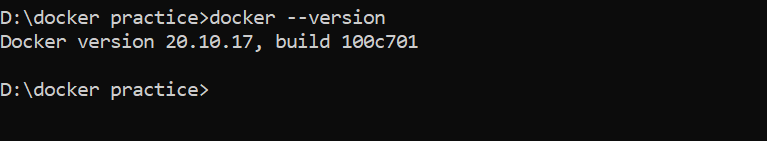 D:\docker practice>docker --version
Docker version 20.10.17, build 100c701
D:\docker practice>